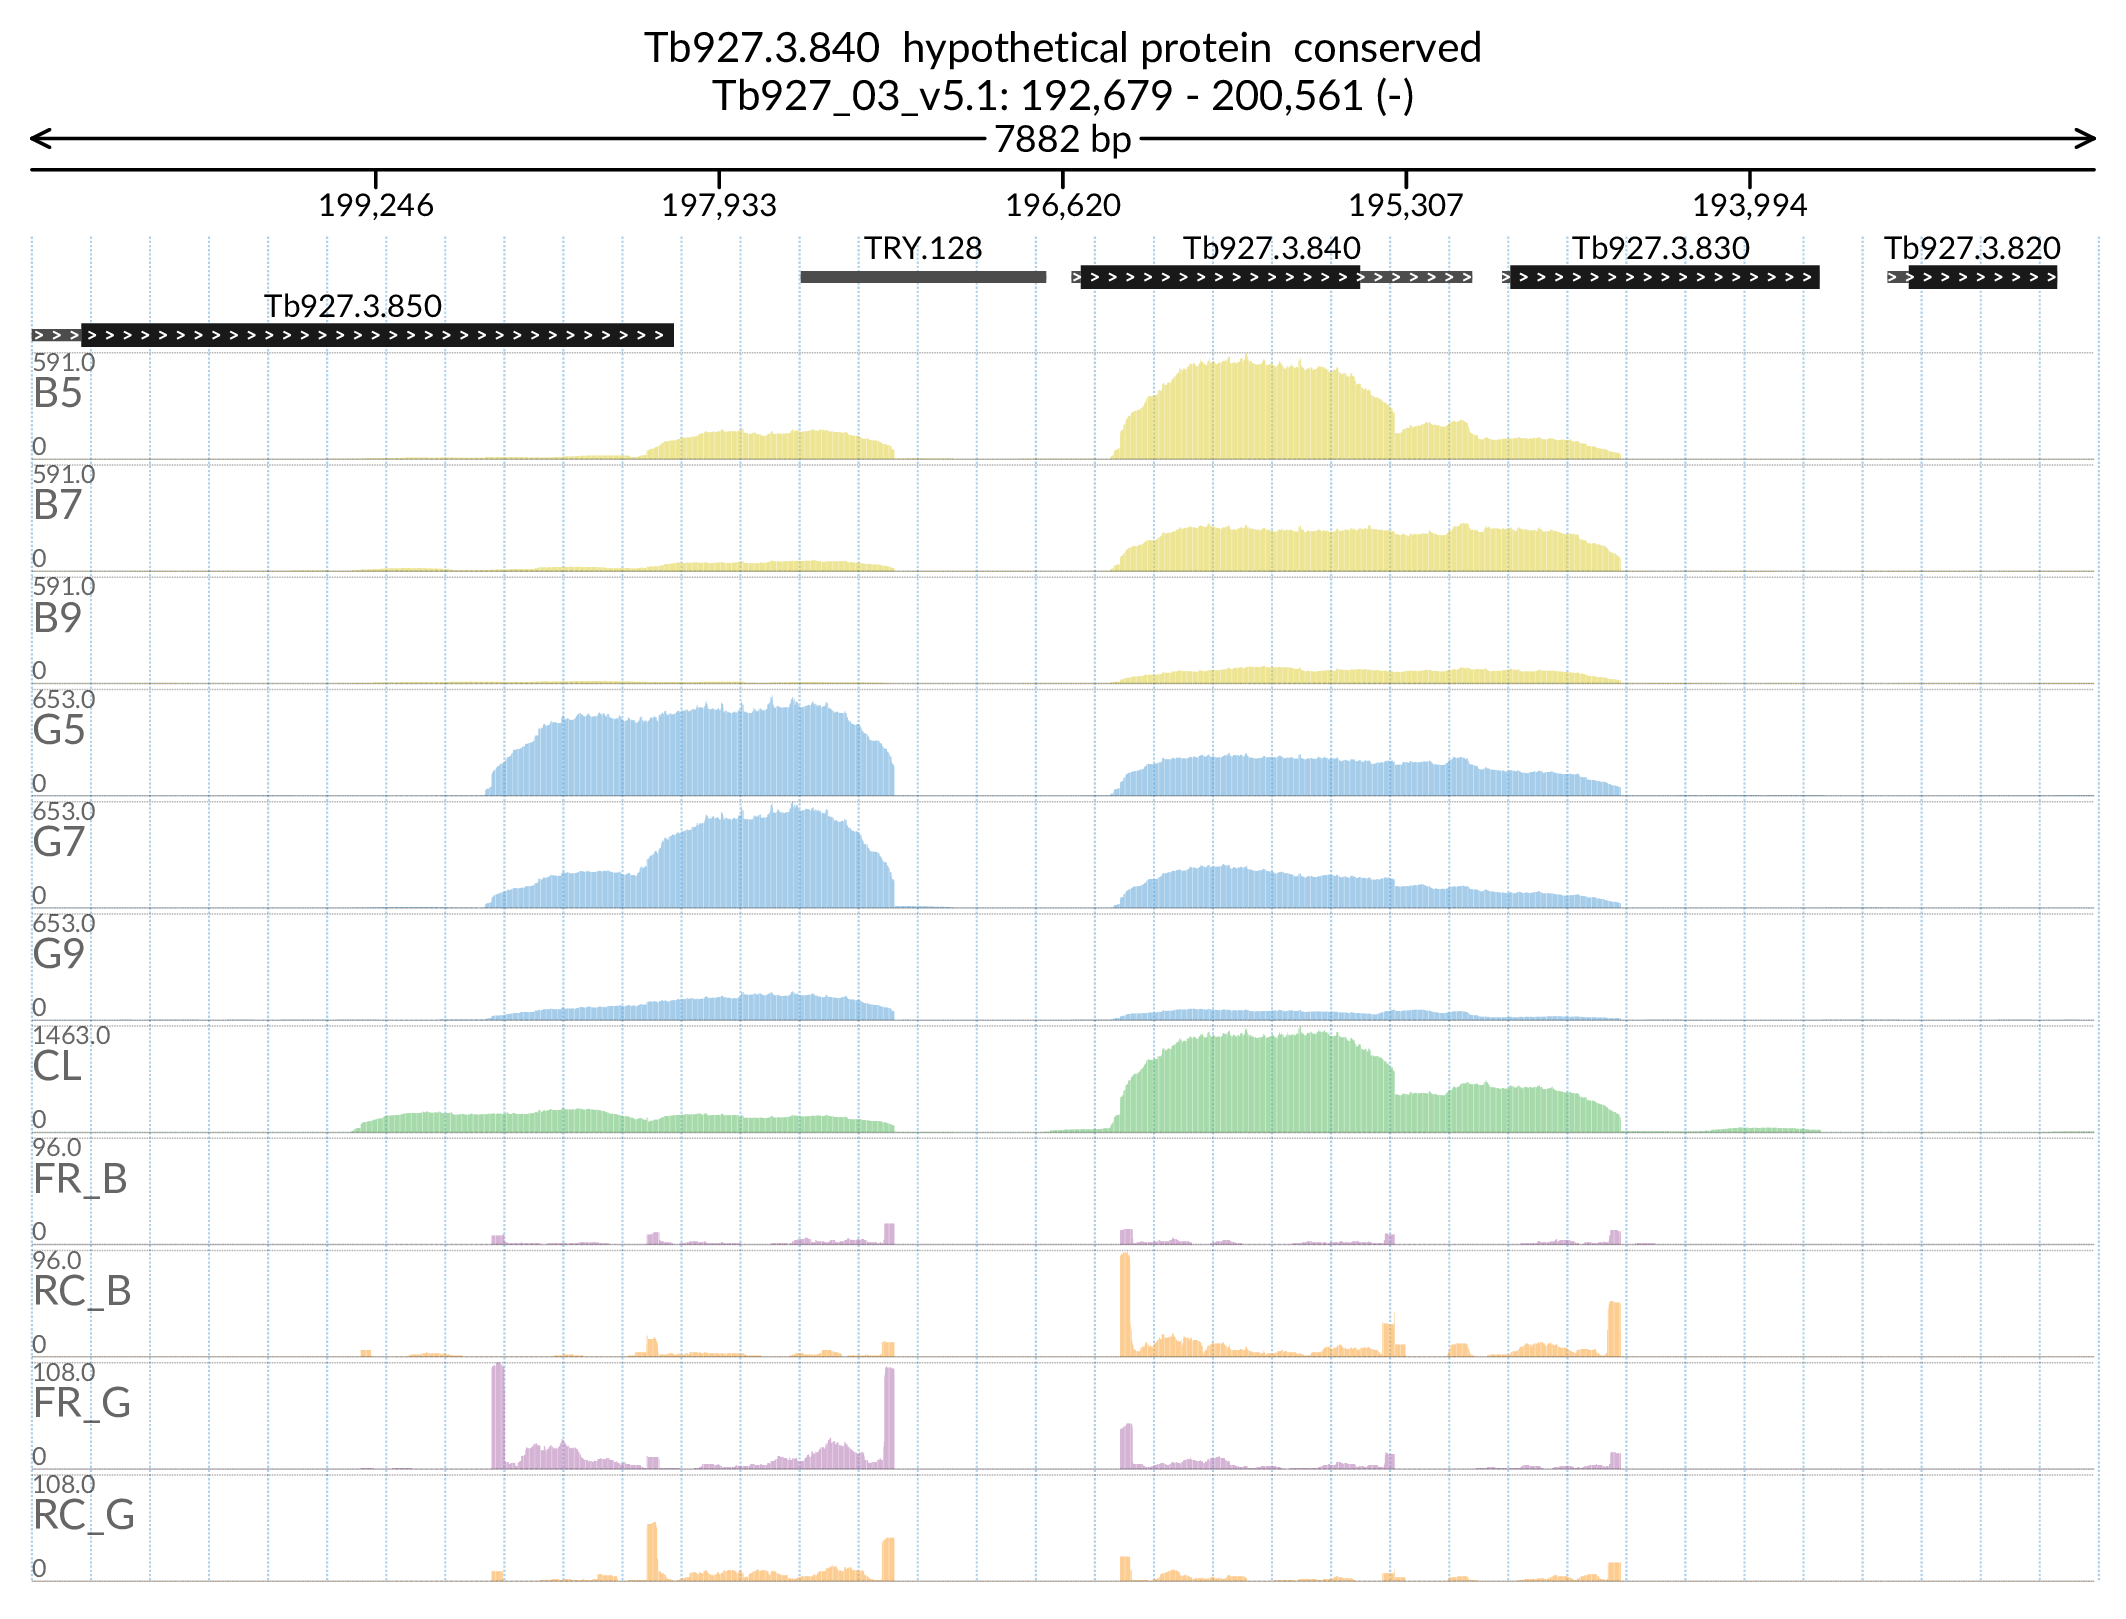 Tb927.3.840 hypothetical protein conserved
Tb927_03_v5.1: 192,679 - 200,561 (-)
7882 bp
199,246 197,933 196,620 195,307 193,994
TRY.128 Tb927.3.840 Tb927.3.830 Tb927.3.820
Tb927.3.850
591.0
B5
0
591.0
B7
0
591.0
B9
0
653.0
G5
0
653.0
G7
0
653.0
G9
0
1463.0
CL
0
96.0
FR_B
0
96.0
RC_B
0
108.0
FR_G
0
108.0
RC_G
0